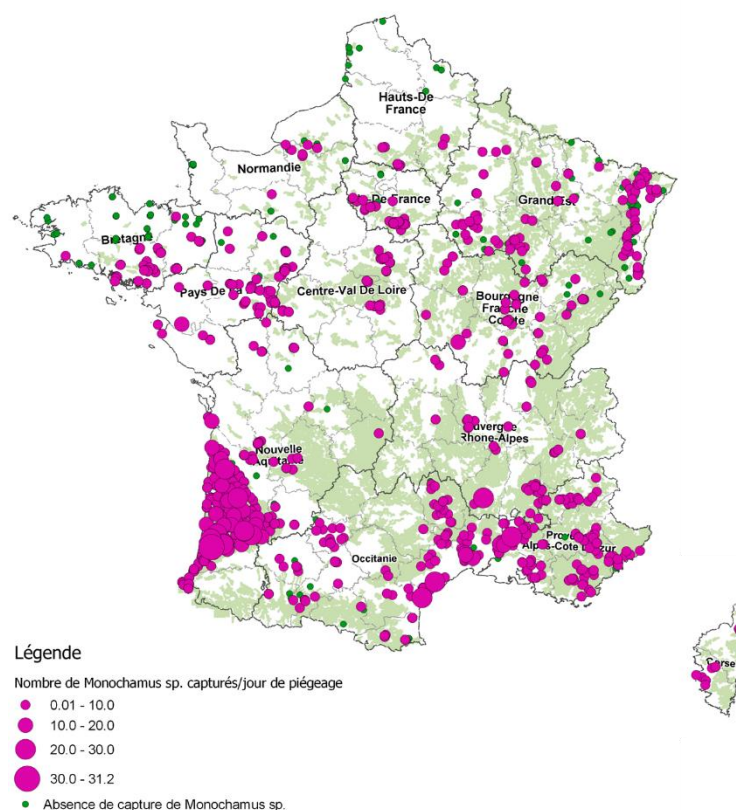 Hauts-De
France
Normandie
-De-France
Grand Est
Bretagne
Pays De
Centre-Val De Loire
Bourgogne
Franche
Comté
Nouvelle
Aquitaine
Auvergne
Rhone-Alpes
Occitanie
Alpes-Cote
Corse
Légende
Nombre de Monochamus sp. capturés/jour de piégeage
0.01 - 10.0
10.0 - 20.0
20.0 - 30.0
30.0 - 31.2
Absence de capture de Monochamus sp.